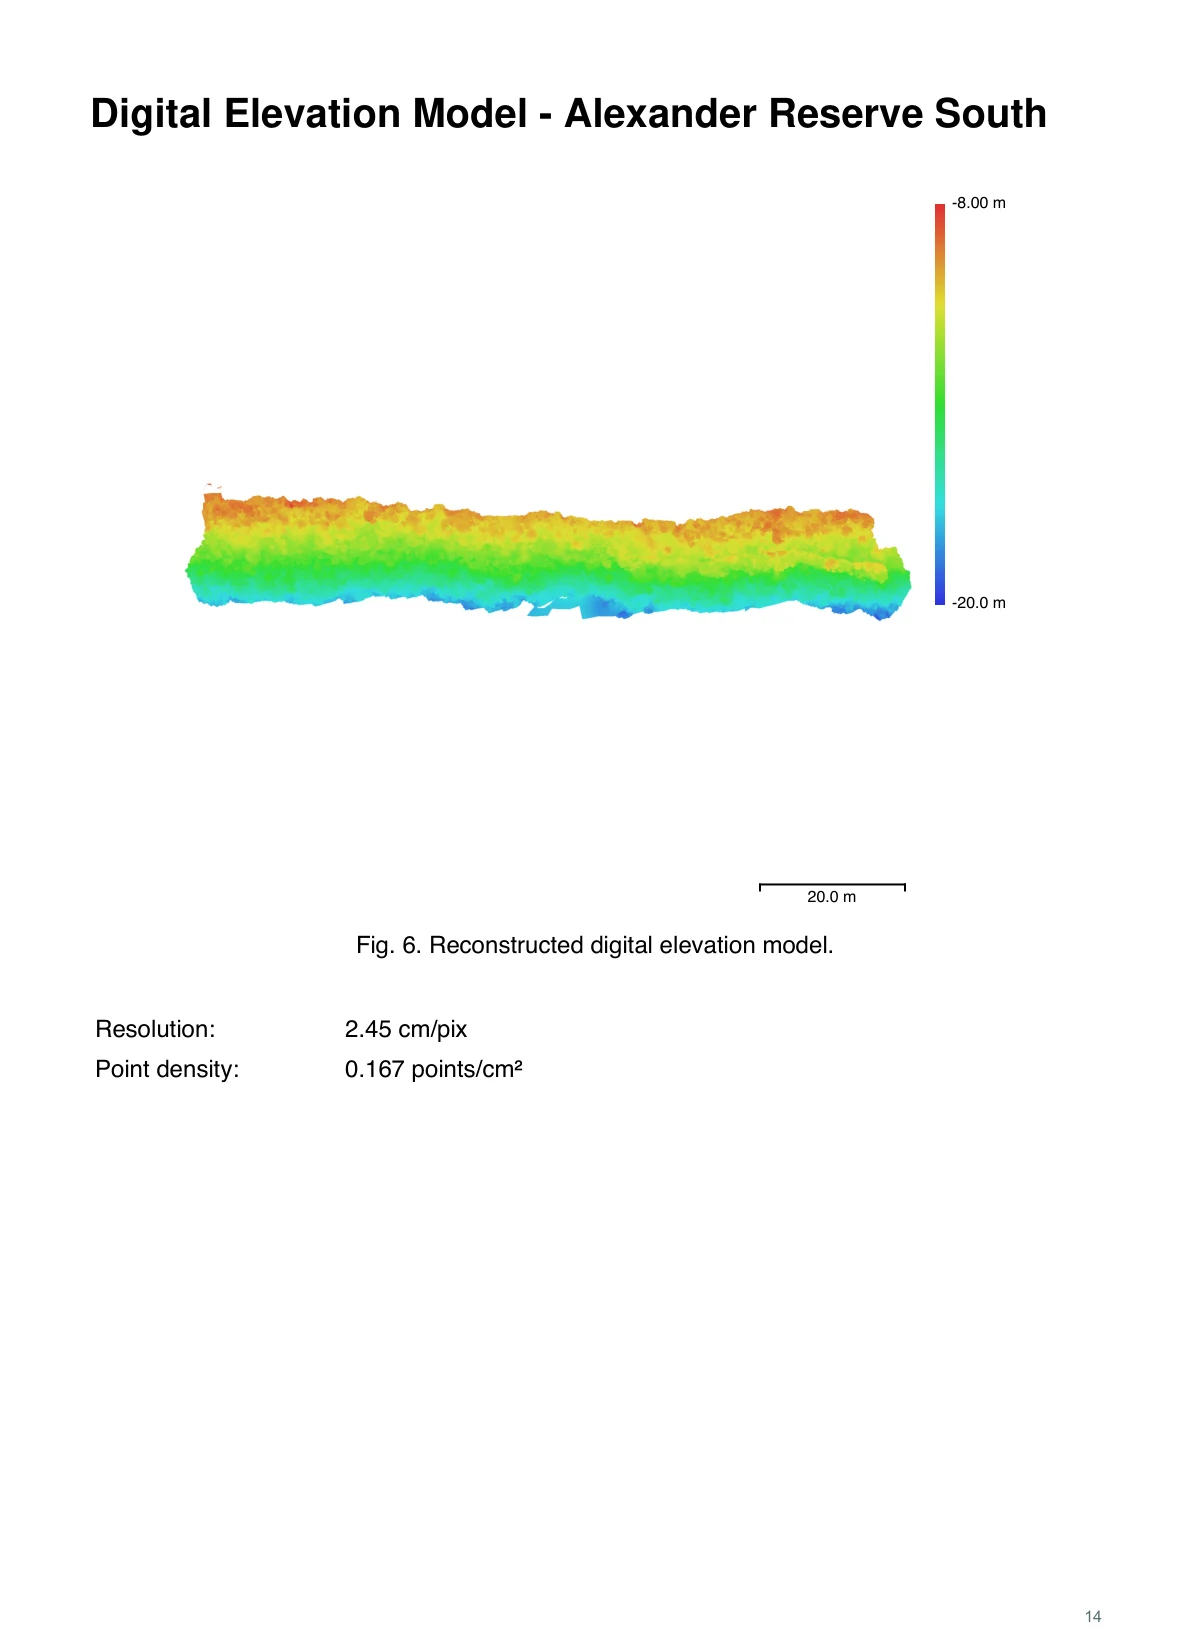 Digital Elevation Model - Alexander Reserve South
-8.00 m
-20.0 m
20.0 m
Fig. 6. Reconstructed digital elevation model.
Resolution: 2.45 cm/pix
Point density: 0.167 points/cm²
14